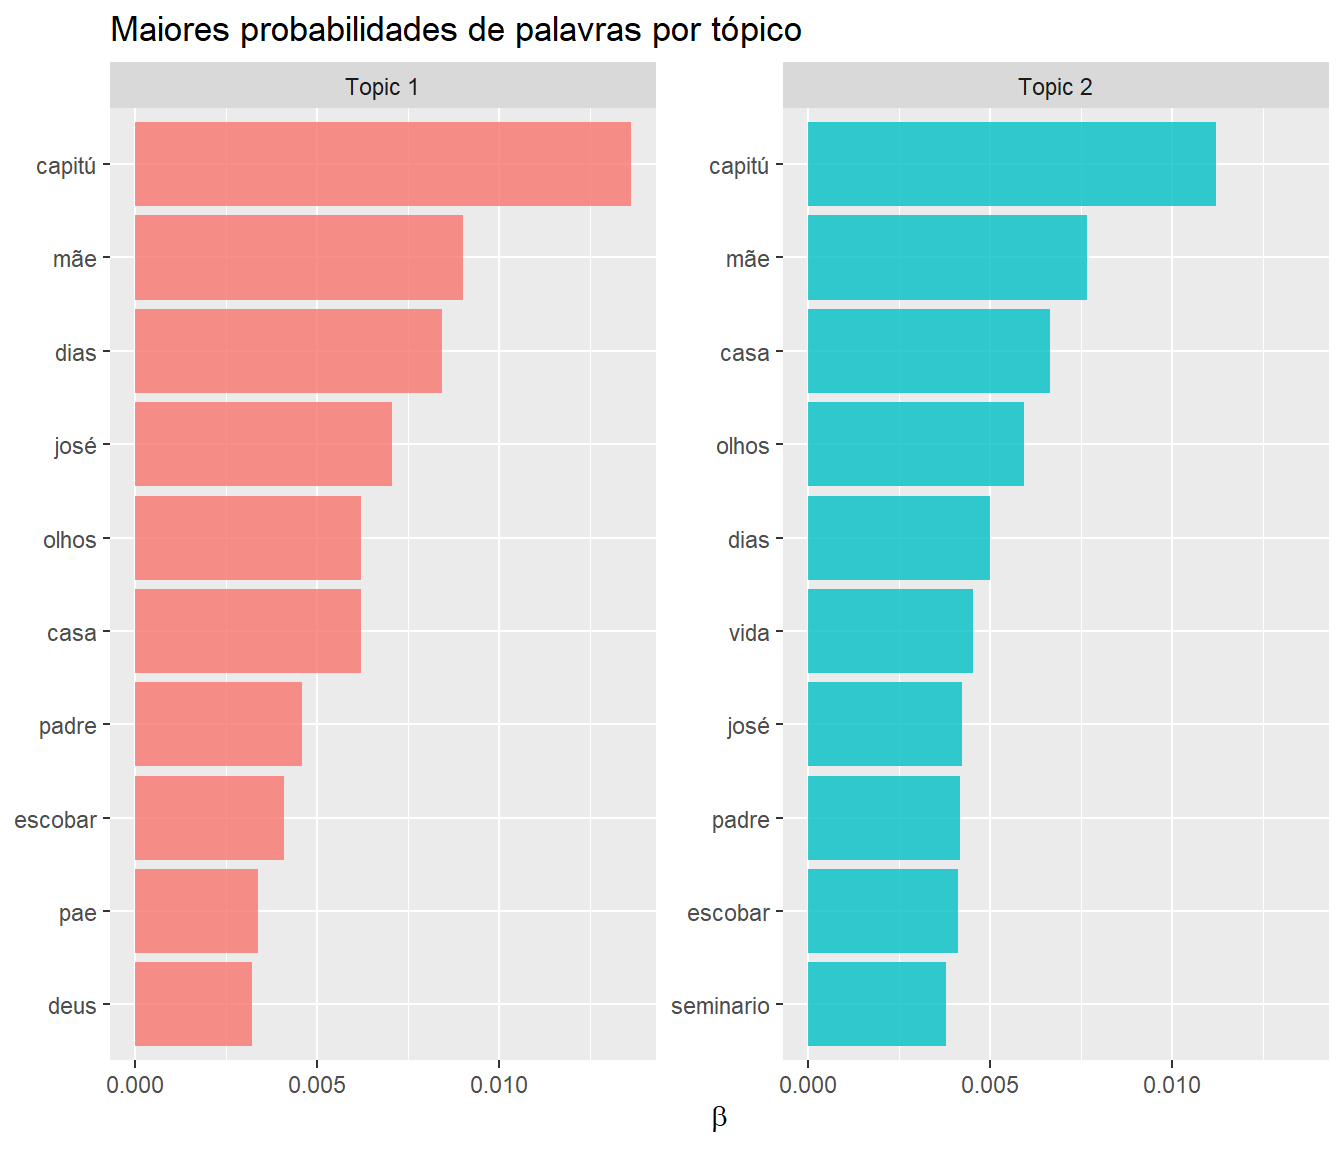 Maiores probabilidades de palavras por tópico
Topic 1
capitú
mãe
dias
josé
olhos
casa
padre
escobar
pae
deus
0.000 0.005 0.010
Topic 2
capitú
mãe
casa
olhos
dias
vida
josé
padre
escobar
seminario
0.000 0.005 0.010
β